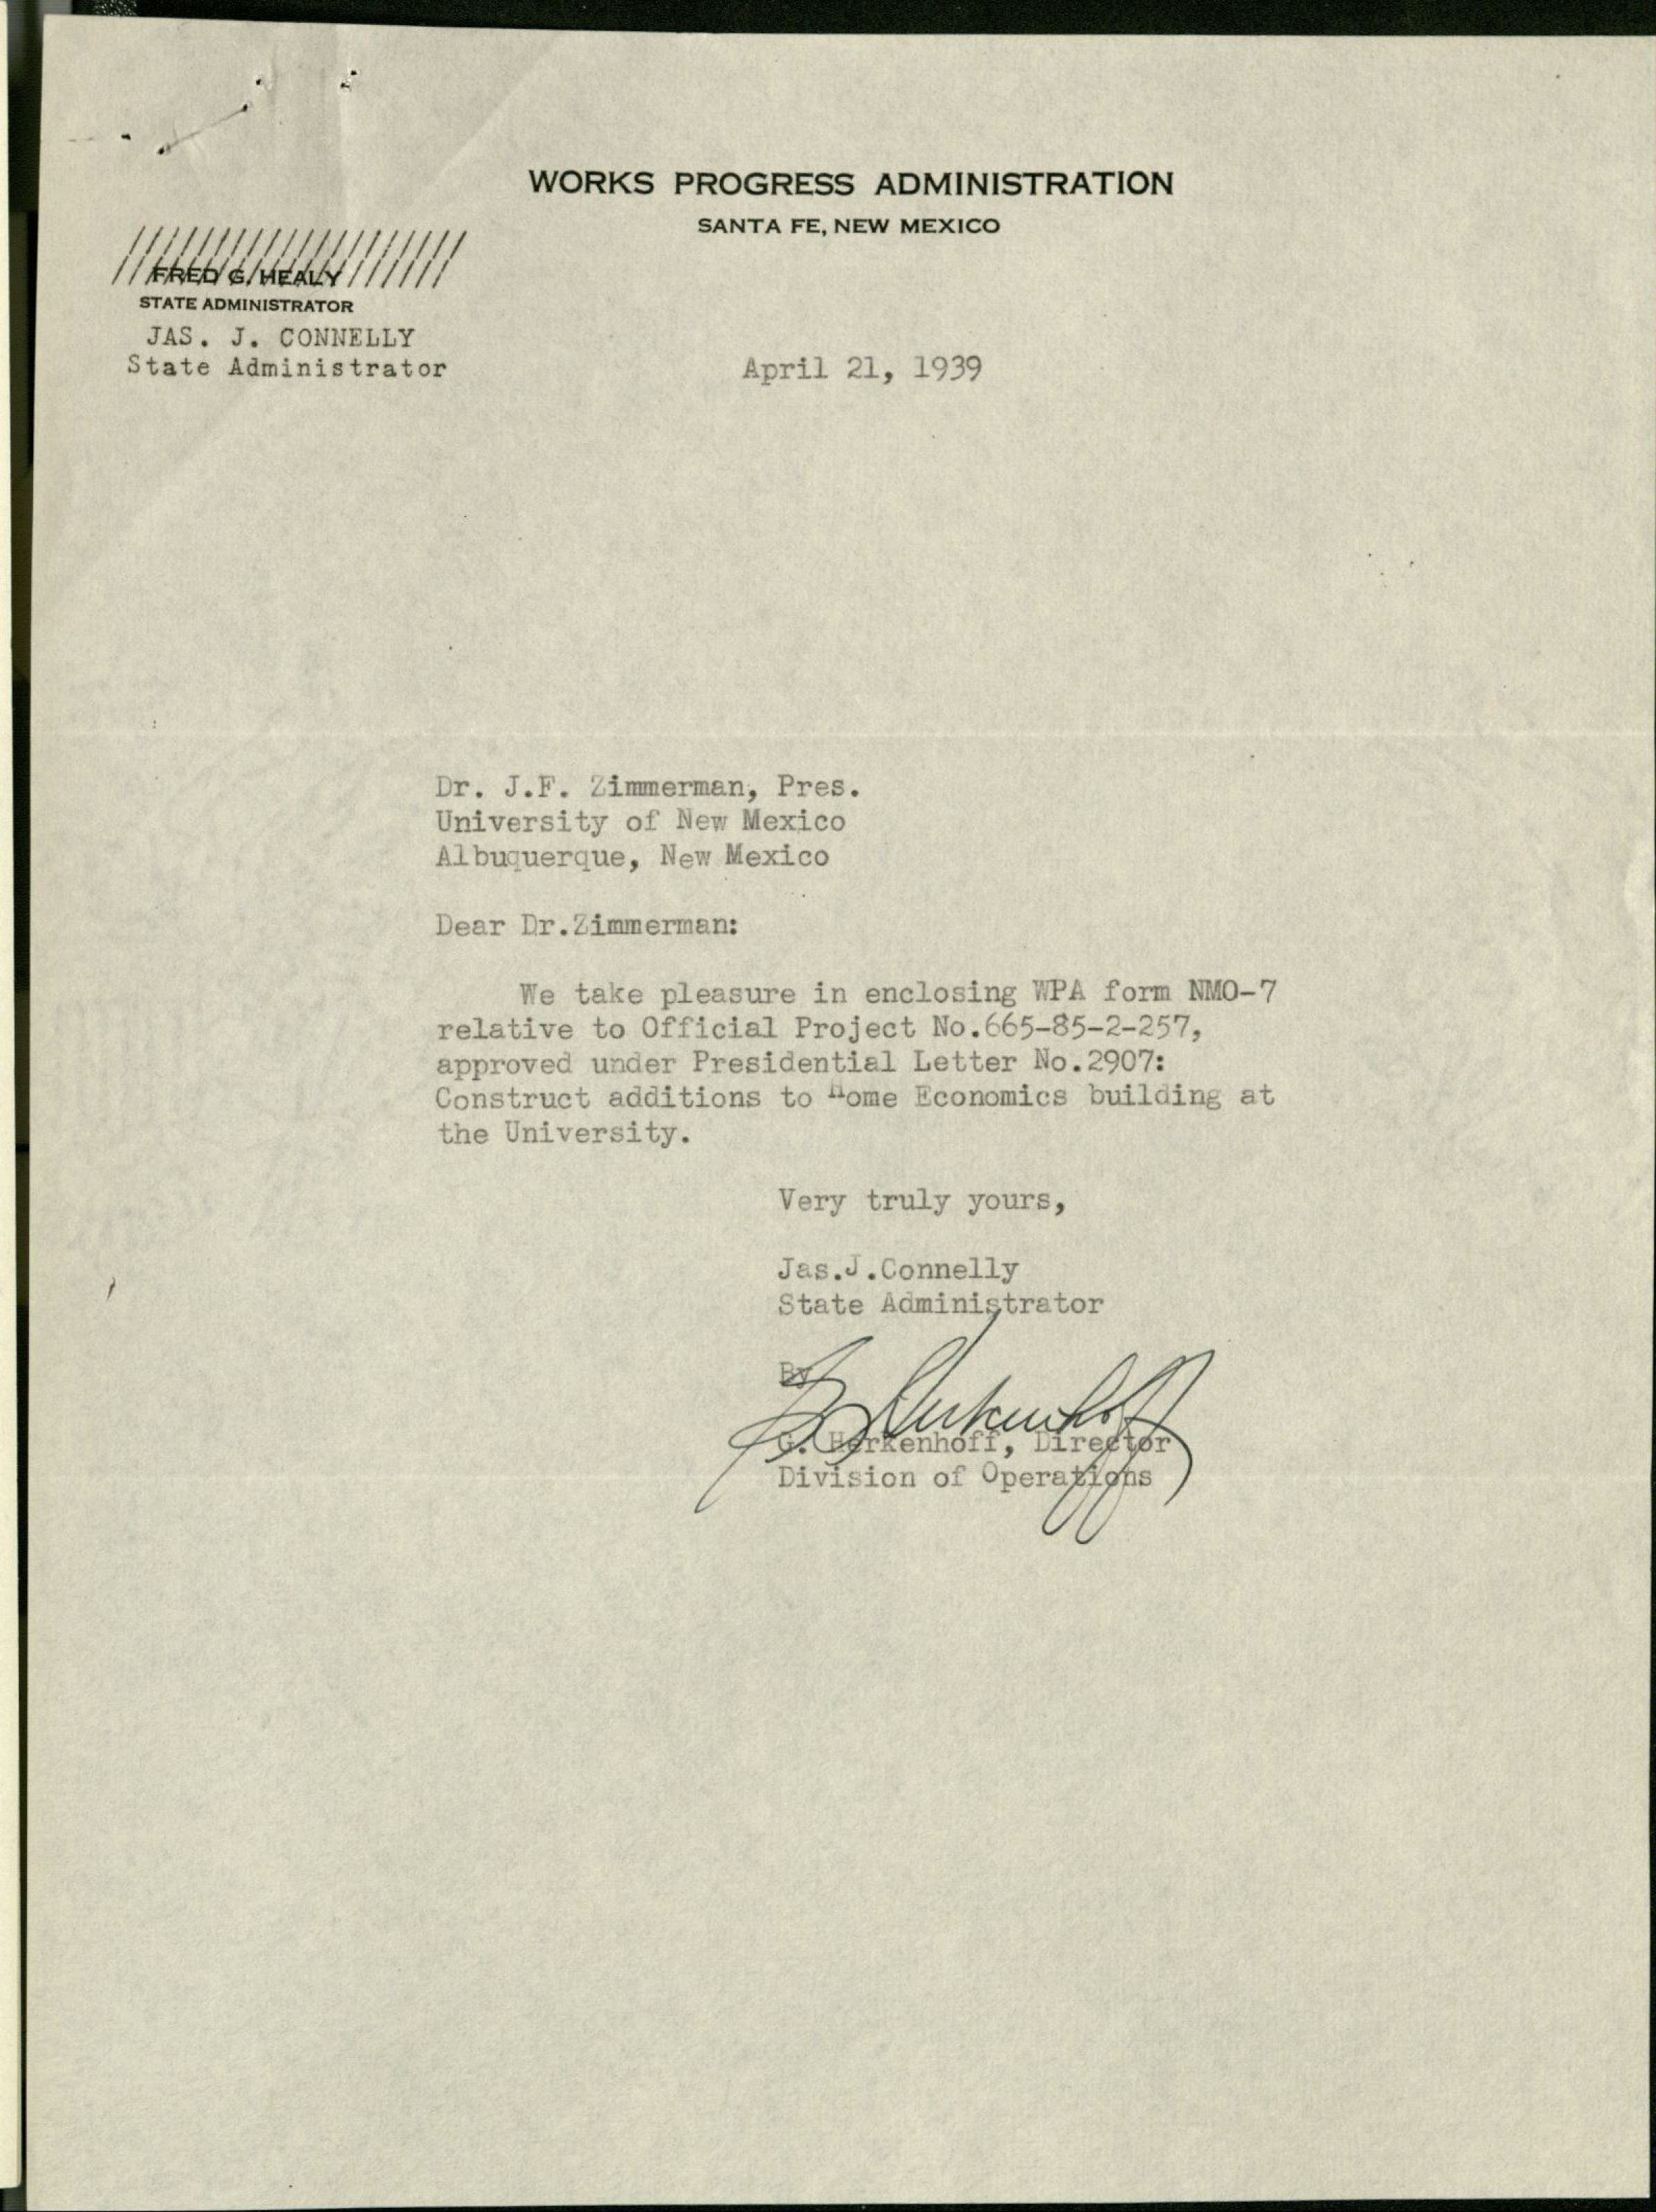 WORKS PROGRESS ADMINISTRATION
SANTA FE, NEW MEXICO
//////////////////
FRED G. HEALY
STATE ADMINISTRATOR
JAS. J. CONNELLY
State Administrator
April 21, 1939
Dr. J.F. Zimmerman, Pres.
University of New Mexico
Albuquerque, New Mexico
Dear Dr.Zimmerman:
We take pleasure in enclosing WPA form NMO-7
relative to Official Project No.665-85-2-257,
approved under Presidential Letter No.2907:
Construct additions to Home Economics building at
the University.
Very truly yours,
Jas.J.Connelly
State Administrator
By
G Herkenhoff
G. Herkenhoff, Director
Division of Operations